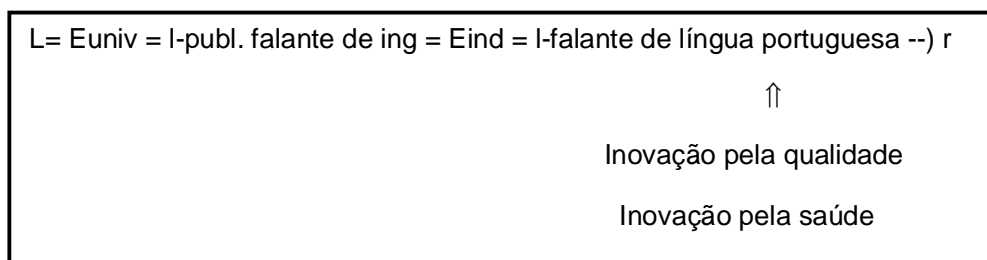 L= Euniv = l-publ. falante de ing = Eind = l-falante de língua portuguesa --) r
⇑
Inovação pela qualidade
Inovação pela saúde